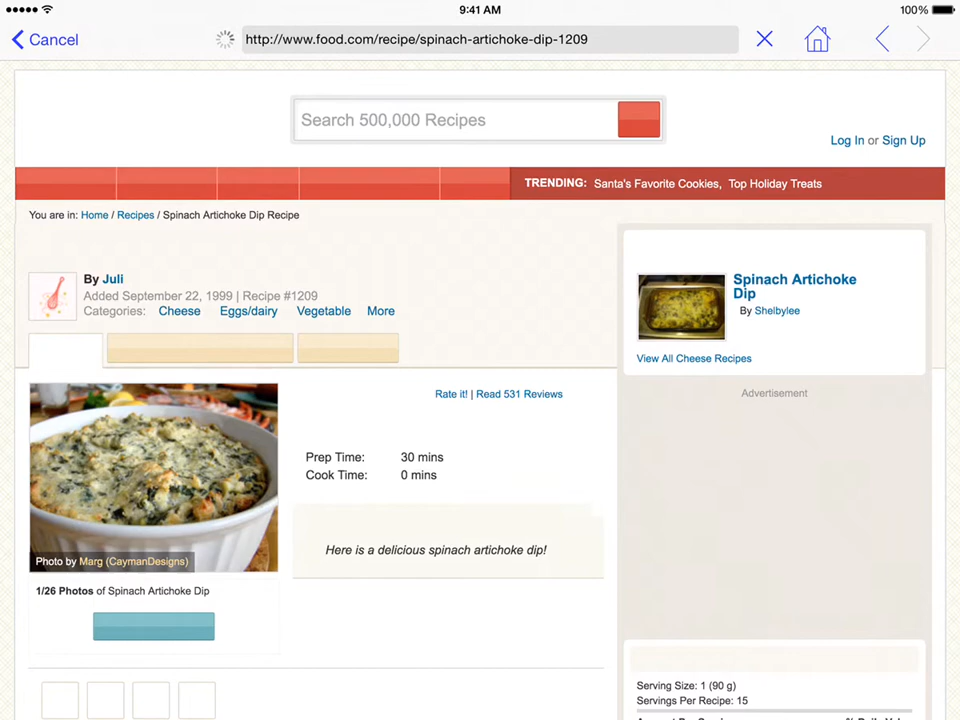 9:41 AM
100%
Cancel
http://www.food.com/recipe/spinach-artichoke-dip-1209
Search 500,000 Recipes
Log In or Sign Up
TRENDING: Santa's Favorite Cookies, Top Holiday Treats
You are in: Home / Recipes / Spinach Artichoke Dip Recipe
By Juli
Added September 22, 1999 | Recipe #1209
Categories: Cheese Eggs/dairy Vegetable More
Spinach Artichoke
Dip
By Shelbylee
View All Cheese Recipes
Advertisement
Rate it! | Read 531 Reviews
Prep Time: 30 mins
Cook Time: 0 mins
Here is a delicious spinach artichoke dip!
Photo by Marg (CaymanDesigns)
1/26 Photos of Spinach Artichoke Dip
Serving Size: 1 (90 g)
Servings Per Recipe: 15